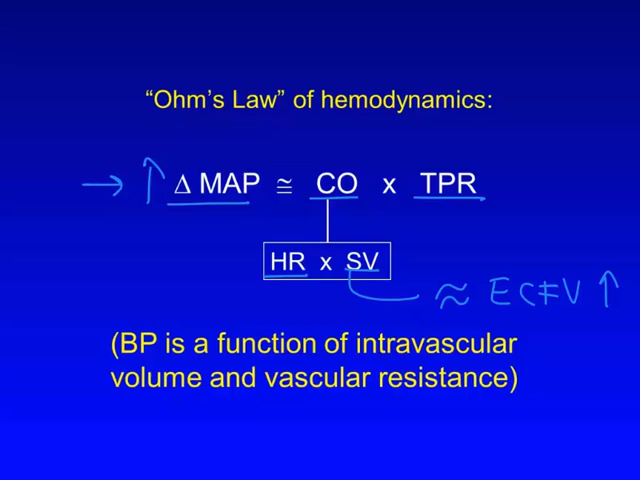 “Ohm’s Law” of hemodynamics:
→ ↑ Δ MAP ≅ CO x TPR
HR x SV
≈ ECFV ↑
(BP is a function of intravascular
volume and vascular resistance)